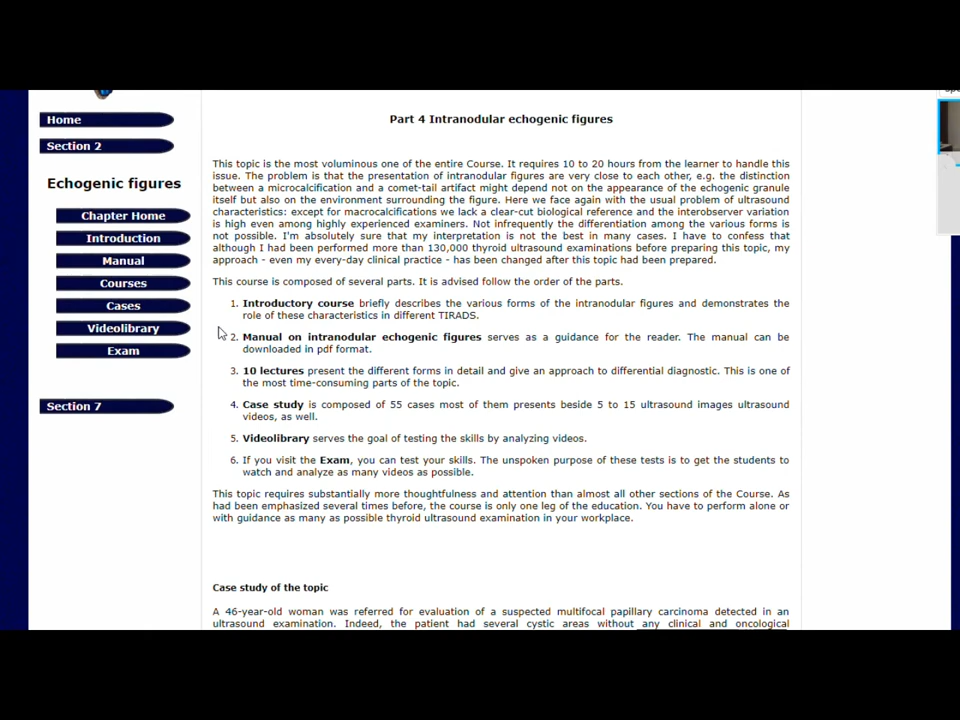 Home
Section 2
Echogenic figures
Chapter Home
Introduction
Manual
Courses
Cases
Videolibrary
Exam
Section 7
Part 4 Intranodular echogenic figures
This topic is the most voluminous one of the entire Course. It requires 10 to 20 hours from the learner to handle this
issue. The problem is that the presentation of intranodular figures are very close to each other, e.g. the distinction
between a microcalcification and a comet-tail artifact might depend not on the appearance of the echogenic granule
itself but also on the environment surrounding the figure. Here we face again with the usual problem of ultrasound
characteristics: except for macrocalcifications we lack a clear-cut biological reference and the interobserver variation
is high even among highly experienced examiners. Not infrequently the differentiation among the various forms is
not possible. I'm absolutely sure that my interpretation is not the best in many cases. I have to confess that
although I had been performed more than 130,000 thyroid ultrasound examinations before preparing this topic, my
approach - even my every-day clinical practice - has been changed after this topic had been prepared.
This course is composed of several parts. It is advised follow the order of the parts.
1. Introductory course briefly describes the various forms of the intranodular figures and demonstrates the
role of these characteristics in different TIRADS.
2. Manual on intranodular echogenic figures serves as a guidance for the reader. The manual can be
downloaded in pdf format.
3. 10 lectures present the different forms in detail and give an approach to differential diagnostic. This is one of
the most time-consuming parts of the topic.
4. Case study is composed of 55 cases most of them presents beside 5 to 15 ultrasound images ultrasound
videos, as well.
5. Videolibrary serves the goal of testing the skills by analyzing videos.
6. If you visit the Exam, you can test your skills. The unspoken purpose of these tests is to get the students to
watch and analyze as many videos as possible.
This topic requires substantially more thoughtfulness and attention than almost all other sections of the Course. As
had been emphasized several times before, the course is only one leg of the education. You have to perform alone or
with guidance as many as possible thyroid ultrasound examination in your workplace.
Case study of the topic
A 46-year-old woman was referred for evaluation of a suspected multifocal papillary carcinoma detected in an
ultrasound examination. Indeed, the patient had several cystic areas without any clinical and oncological